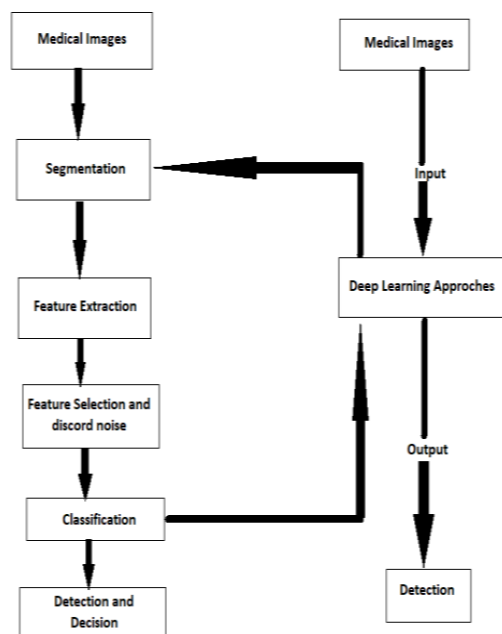 Medical Images
Segmentation
Feature Extraction
Feature Selection and
discord noise
Classification
Detection and
Decision
Medical Images
Input
Deep Learning Approches
Output
Detection